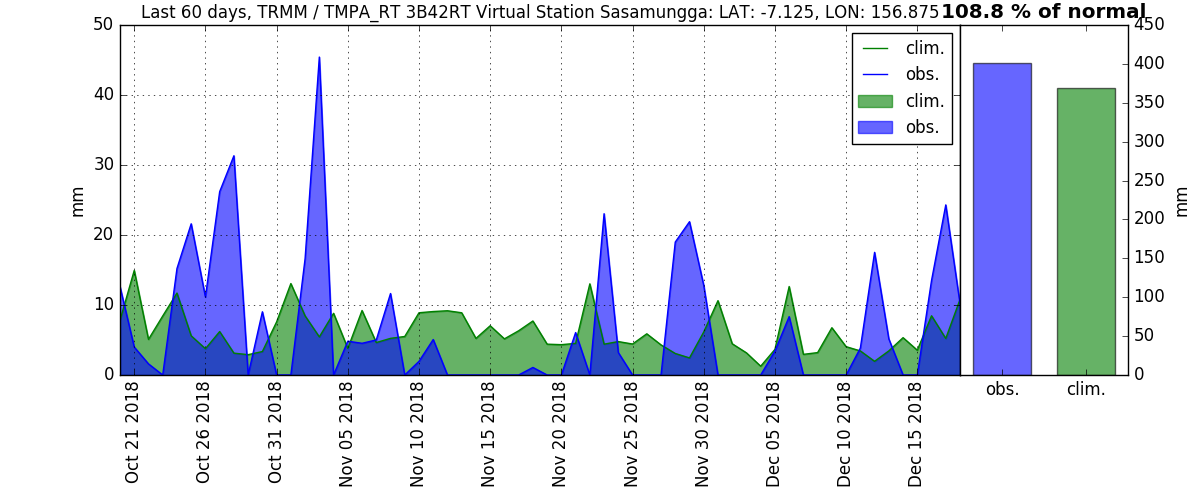 Last 60 days, TRMM / TMPA_RT 3B42RT Virtual Station Sasamungga: LAT: -7.125, LON: 156.875
108.8 % of normal
50
40
30
20
10
0
mm
clim.
obs.
clim.
obs.
450
400
350
300
250
200
150
100
50
0
mm
obs.
clim.
Oct 21 2018
Oct 26 2018
Oct 31 2018
Nov 05 2018
Nov 10 2018
Nov 15 2018
Nov 20 2018
Nov 25 2018
Nov 30 2018
Dec 05 2018
Dec 10 2018
Dec 15 2018